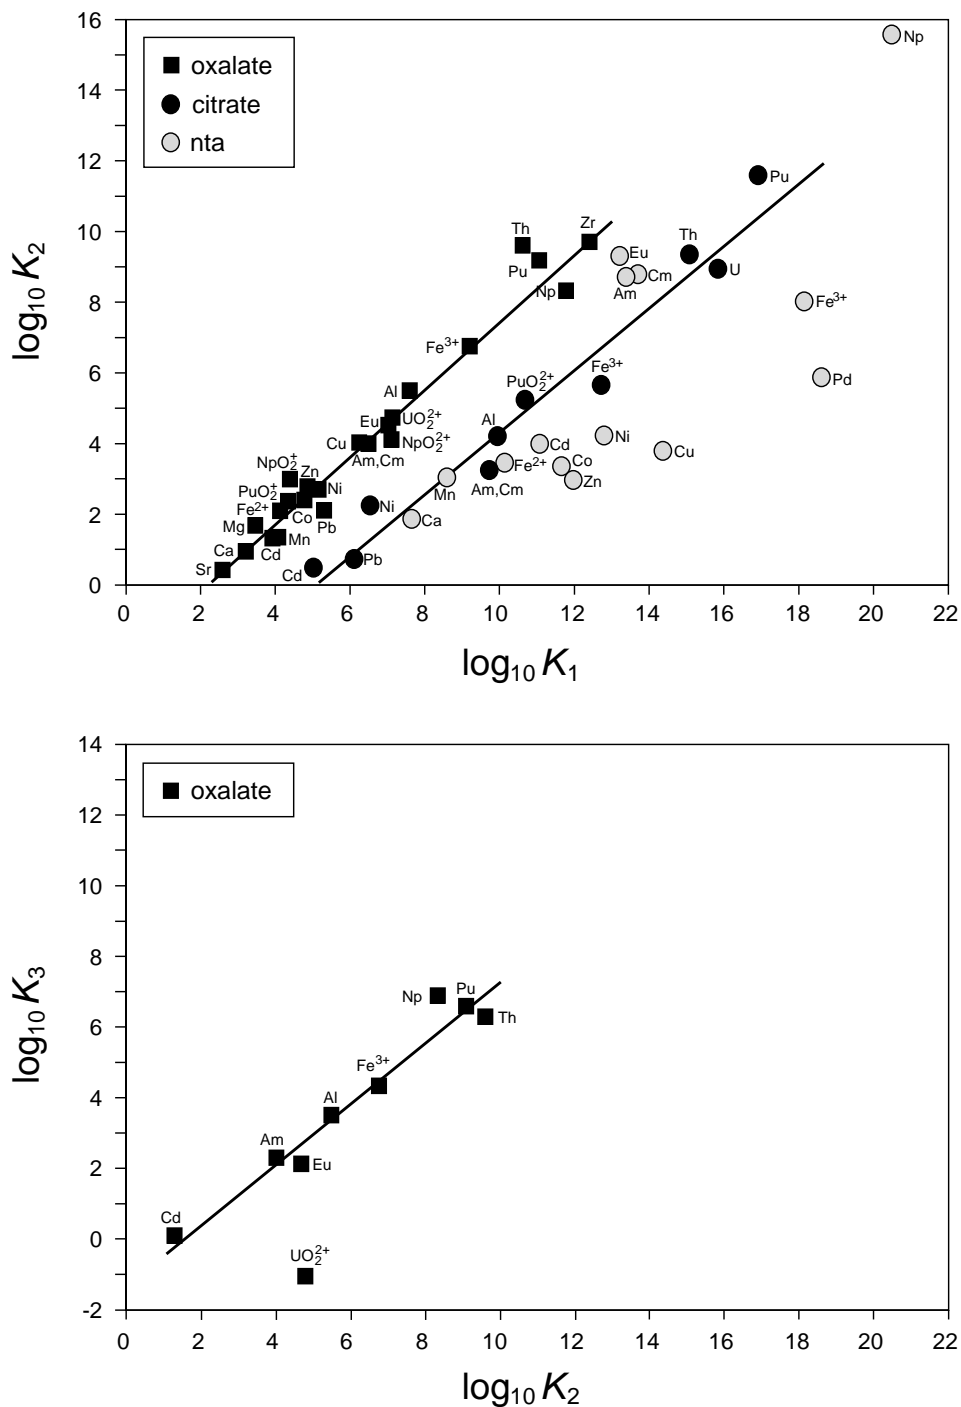 16
14
12
10
8
6
4
2
0
log₁₀ K₂
oxalate
citrate
nta
Np
Pu
Th
Zr
Th
Eu
U
Pu
Cm
Np
Am
Fe³⁺
Fe³⁺
Fe³⁺
Pd
PuO₂²⁺
Al
Eu
UO₂²⁺
Al
Ni
Cu
NpO₂²⁺
Cd
Cu
Am,Cm
Fe²⁺
Co
NpO₂⁺
Zn
Zn
Mn
Am,Cm
PuO₂⁺
Ni
Fe²⁺
Co
Ni
Mg
Pb
Ca
Ca
Cd
Mn
Sr
Cd
Pb
0 2 4 6 8 10 12 14 16 18 20 22
log₁₀ K₁
14
12
10
8
6
4
2
0
-2
log₁₀ K₃
oxalate
Np
Pu
Th
Fe³⁺
Al
Am
Eu
Cd
UO₂²⁺
0 2 4 6 8 10 12 14 16 18 20 22
log₁₀ K₂